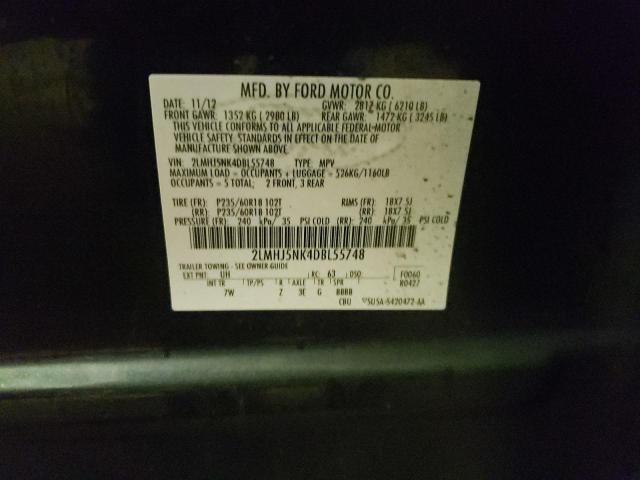 MFD. BY FORD MOTOR CO.
DATE: 11/12 GVWR: 2817 KG ( 6210 LB)
FRONT GAWR: 1352 KG ( 2980 LB) REAR GAWR: 1472 KG ( 3245 LB)
THIS VEHICLE CONFORMS TO ALL APPLICABLE FEDERAL MOTOR
VEHICLE SAFETY STANDARDS IN EFFECT ON THE DATE OF
MANUFACTURE SHOWN ABOVE.
VIN: 2LMHJ5NK4DBL55748 TYPE: MPV
MAXIMUM LOAD = OCCUPANTS + LUGGAGE = 526KG/1160LB
OCCUPANTS = 5 TOTAL; 2 FRONT, 3 REAR
TIRE (FR): P235/60R18 102T RIMS (FR): 18X7.5J
(RR): P235/60R18 102T (RR): 18X7.5J
PRESSURE (FR): 240 kPa/ 35 PSI COLD (RR): 240 kPa/ 35 PSI COLD
2LMHJ5NK4DBL55748
TRAILER TOWING - SEE OWNER GUIDE
EXT PNT: UH RC: 63 DSO: F0060
INT TR TP/PS R AXLE TR SPR R0427
7W Z 3E G BBBB
CBU 5U5A-5420472-AA